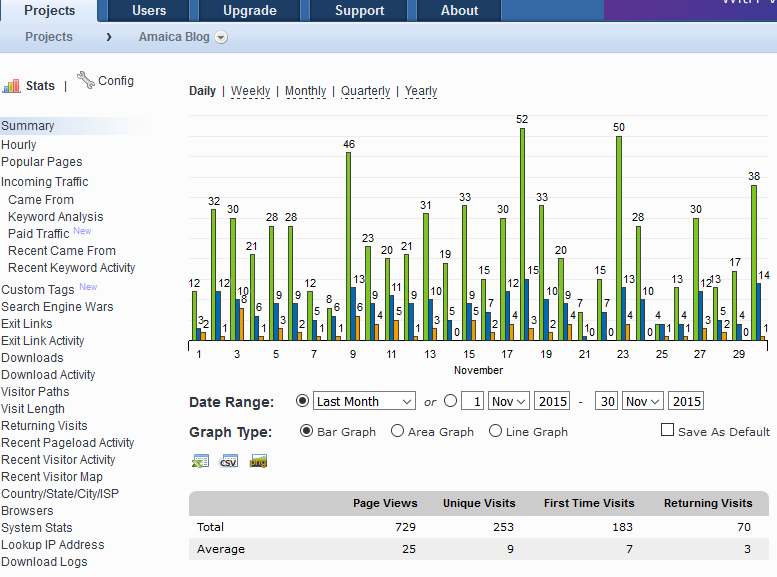 Projects Users Upgrade Support About
Projects › Amaica Blog
Stats | Config
Summary
Hourly
Popular Pages
Incoming Traffic
Came From
Keyword Analysis
Paid Traffic New
Recent Came From
Recent Keyword Activity
Custom Tags New
Search Engine Wars
Exit Links
Exit Link Activity
Downloads
Download Activity
Visitor Paths
Visit Length
Returning Visits
Recent Pageload Activity
Recent Visitor Activity
Recent Visitor Map
Country/State/City/ISP
Browsers
System Stats
Lookup IP Address
Download Logs
Daily | Weekly | Monthly | Quarterly | Yearly
52
50
46
38
32 31 33 33
30 30 30
28 28 28
21 23 21
20 19 20
17
15 15 14
12 12 12 13 12 15 13 13 12 13
10 11 10 10 10
8 9 9 8 9 9 9 9 9
6 5 6 6 5 7 7 7 7
3 3 4 5 5 4 4 4 4 4 4 5 4
2 1 3 3 1 1 3 2 3 2 3 1 1 2 1
0 0 0 0
1 3 5 7 9 11 13 15 17 19 21 23 25 27 29
November
Date Range: Last Month or 1 Nov 2015 - 30 Nov 2015
Graph Type: Bar Graph Area Graph Line Graph Save As Default
CSV png
Page Views Unique Visits First Time Visits Returning Visits
Total 729 253 183 70
Average 25 9 7 3